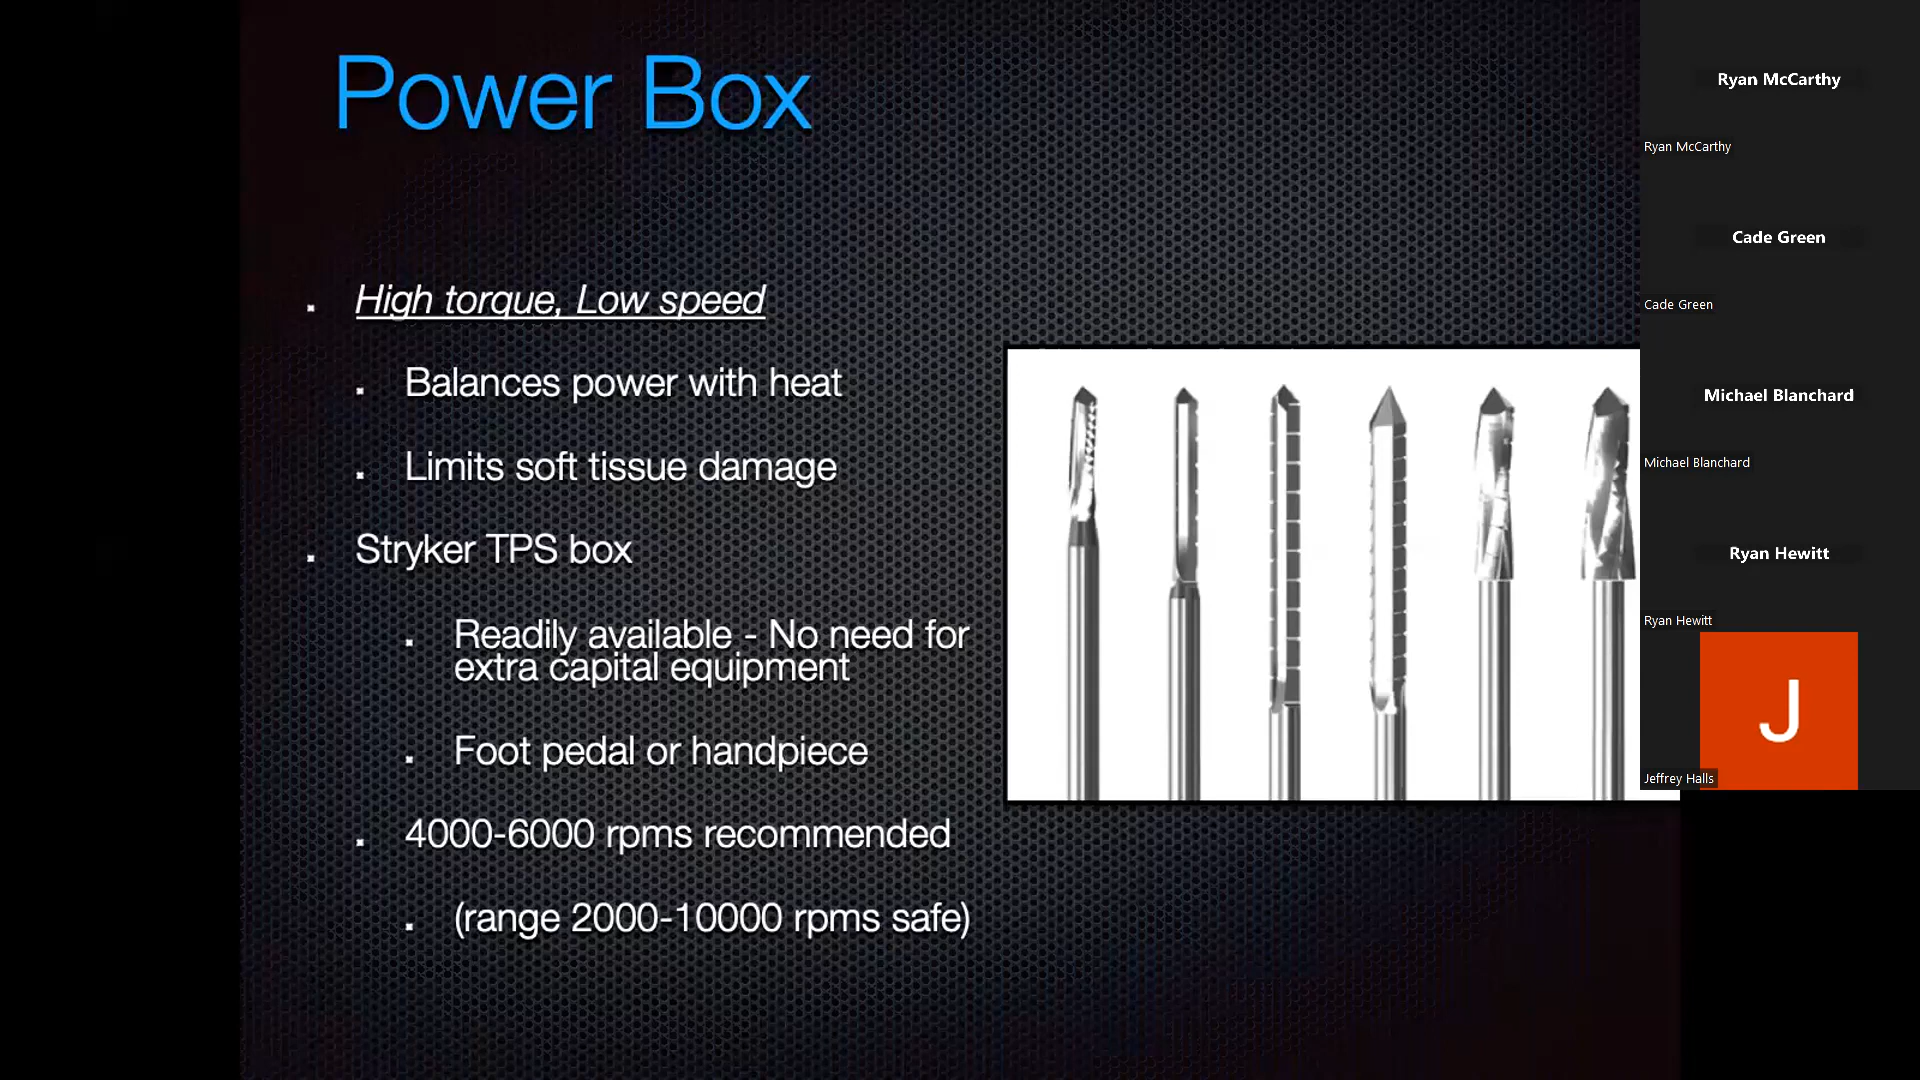 Power Box
High torque, Low speed
Balances power with heat
Limits soft tissue damage
Stryker TPS box
Readily available - No need for
extra capital equipment
Foot pedal or handpiece
4000-6000 rpms recommended
(range 2000-10000 rpms safe)
Ryan McCarthy
Ryan McCarthy
Cade Green
Cade Green
Michael Blanchard
Michael Blanchard
Ryan Hewitt
Ryan Hewitt
J
Jeffrey Halls